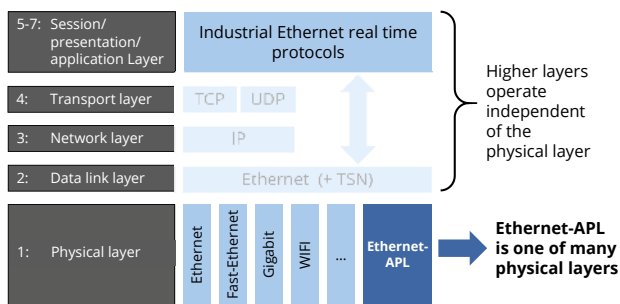 5-7: Session/
presentation/
application Layer
Industrial Ethernet real time
protocols
4: Transport layer
TCP
UDP
3: Network layer
IP
2: Data link layer
Ethernet (+ TSN)
Higher layers
operate
independent
of the
physical layer
1: Physical layer
Ethernet
Fast-Ethernet
Gigabit
WIFI
...
Ethernet-
APL
Ethernet-APL
is one of many
physical layers